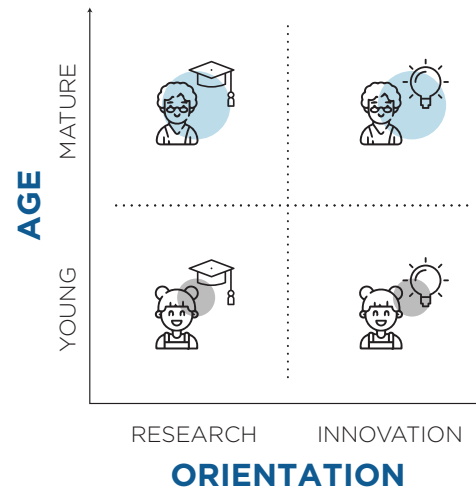 AGE
MATURE
YOUNG
RESEARCH
INNOVATION
ORIENTATION